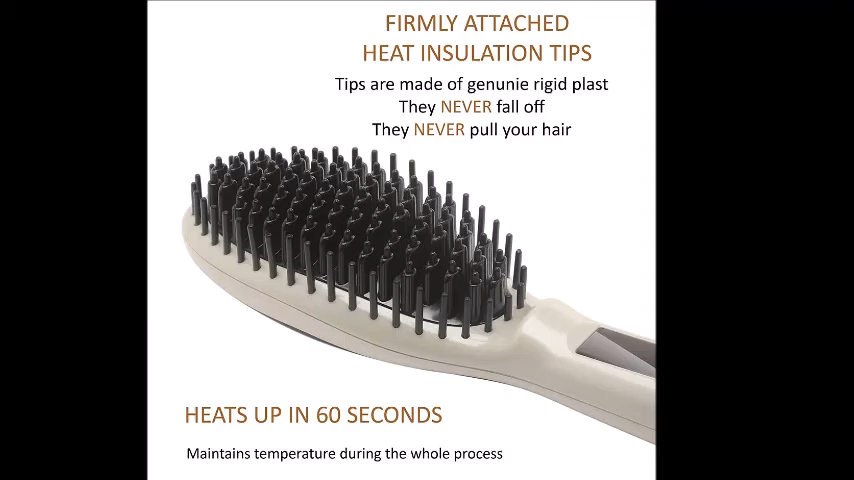 FIRMLY ATTACHED
HEAT INSULATION TIPS
Tips are made of genunie rigid plast
They NEVER fall off
They NEVER pull your hair
HEATS UP IN 60 SECONDS
Maintains temperature during the whole process